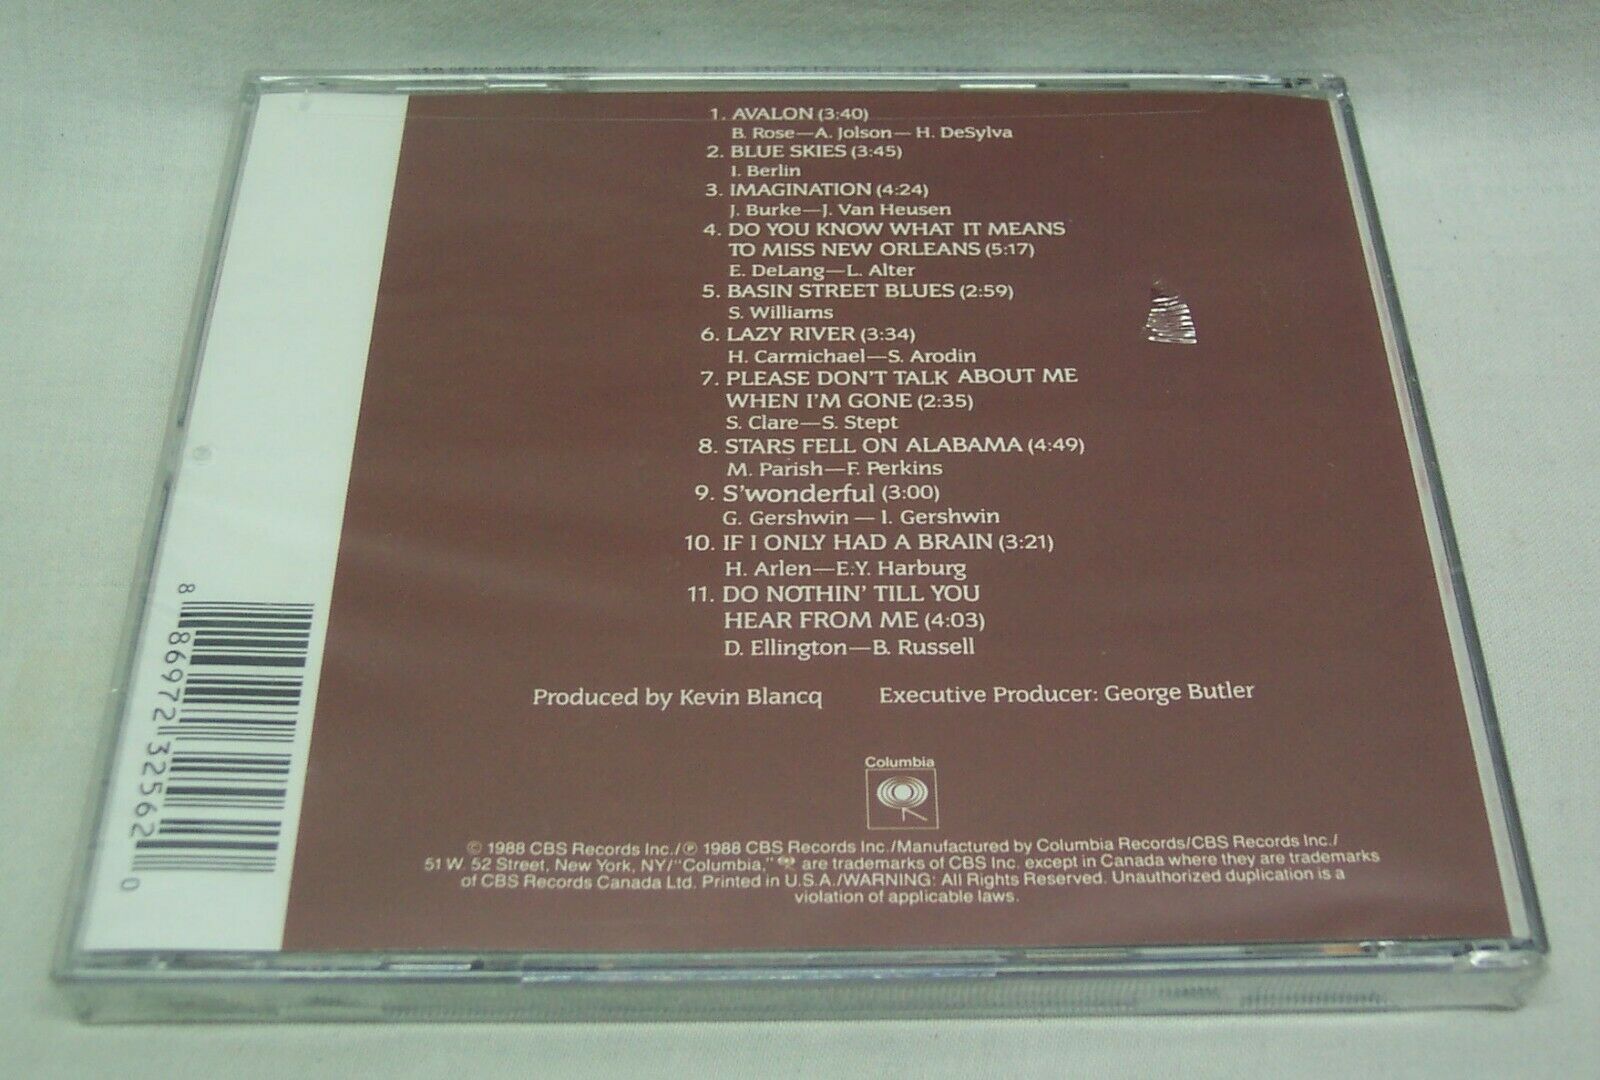 1. AVALON (3:40)
B. Rose—A. Jolson—H. DeSylva
2. BLUE SKIES (3:45)
I. Berlin
3. IMAGINATION (4:24)
J. Burke—J. Van Heusen
4. DO YOU KNOW WHAT IT MEANS
TO MISS NEW ORLEANS (5:17)
E. DeLang—L. Alter
5. BASIN STREET BLUES (2:59)
S. Williams
6. LAZY RIVER (3:34)
H. Carmichael—S. Arodin
7. PLEASE DON'T TALK ABOUT ME
WHEN I'M GONE (2:35)
S. Clare—S. Stept
8. STARS FELL ON ALABAMA (4:49)
M. Parish—F. Perkins
9. S'wonderful (3:00)
G. Gershwin — I. Gershwin
10. IF I ONLY HAD A BRAIN (3:21)
H. Arlen—E.Y. Harburg
11. DO NOTHIN' TILL YOU
HEAR FROM ME (4:03)
D. Ellington—B. Russell
Produced by Kevin Blancq Executive Producer: George Butler
Columbia
© 1988 CBS Records Inc./℗ 1988 CBS Records Inc./Manufactured by Columbia Records/CBS Records Inc./
51 W. 52 Street, New York, NY/"Columbia," are trademarks of CBS Inc. except in Canada where they are trademarks
of CBS Records Canada Ltd. Printed in U.S.A./WARNING: All Rights Reserved. Unauthorized duplication is a
violation of applicable laws.
8 86972 32562 0